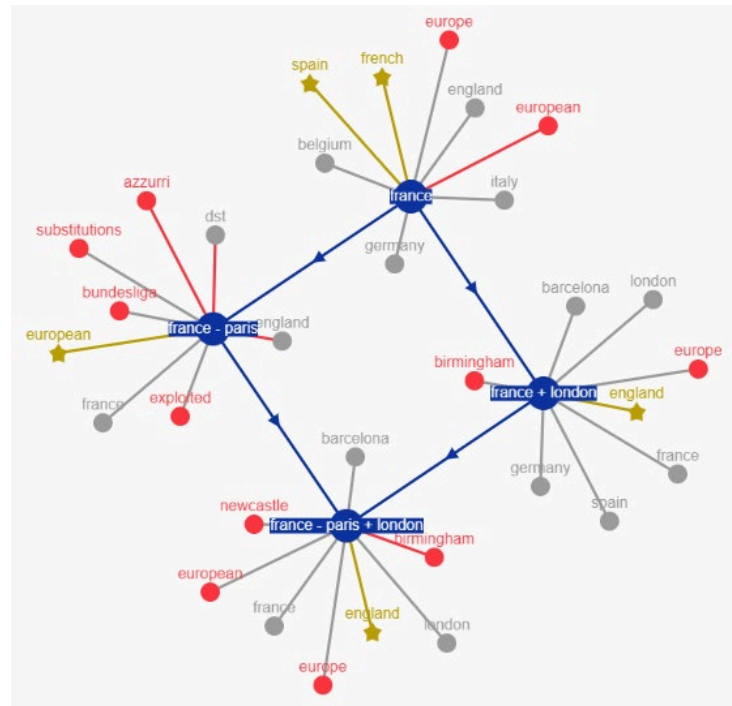 europe
french
spain
england
european
belgium
azzurri
italy
france
dst
substitutions
germany
london
barcelona
bundesliga
france - paris
england
european
europe
birmingham
france + london
england
exploited
france
barcelona
france
germany
spain
newcastle
france - paris + london
birmingham
european
france
england
london
europe